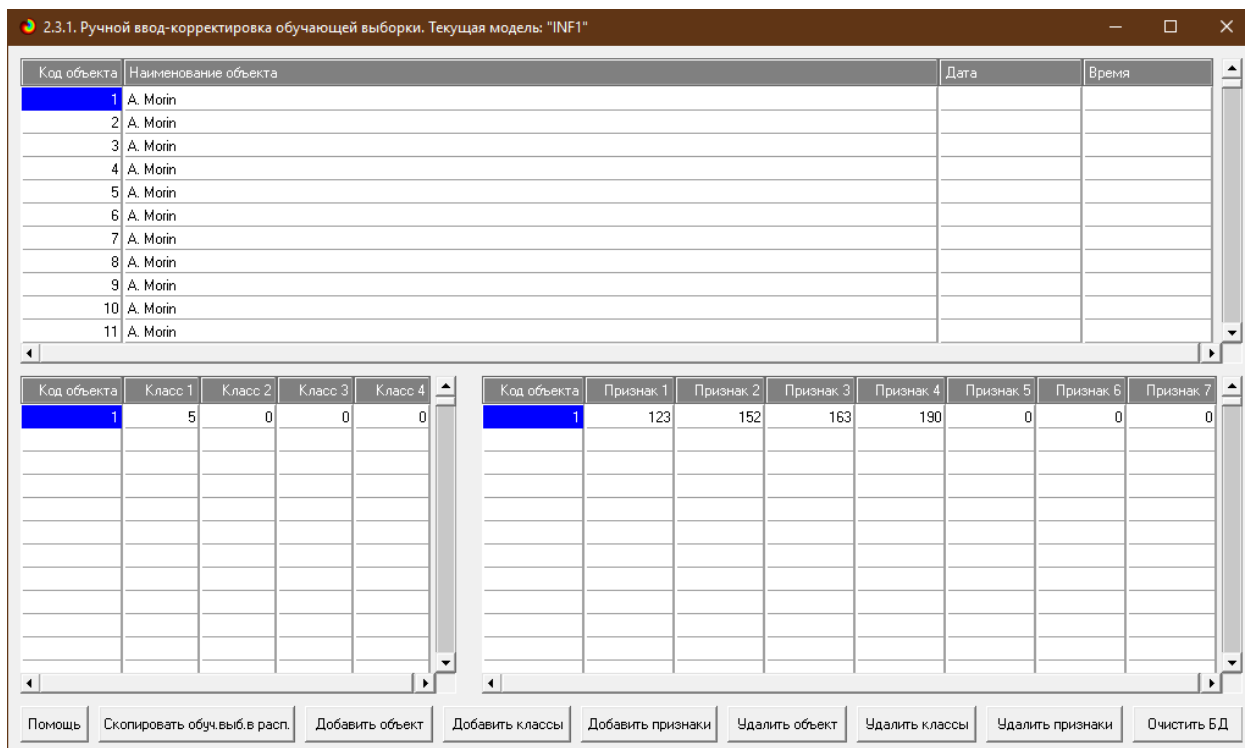 2.3.1. Ручной ввод-корректировка обучающей выборки. Текущая модель: "INF1"
Код объекта Наименование объекта Дата Время
1 A. Morin
2 A. Morin
3 A. Morin
4 A. Morin
5 A. Morin
6 A. Morin
7 A. Morin
8 A. Morin
9 A. Morin
10 A. Morin
11 A. Morin
Код объекта Класс 1 Класс 2 Класс 3 Класс 4
1 5 0 0 0
Код объекта Признак 1 Признак 2 Признак 3 Признак 4 Признак 5 Признак 6 Признак 7
1 123 152 163 190 0 0 0
Помощь Скопировать обуч.выб.в расп. Добавить объект Добавить классы Добавить признаки Удалить объект Удалить классы Удалить признаки Очистить БД